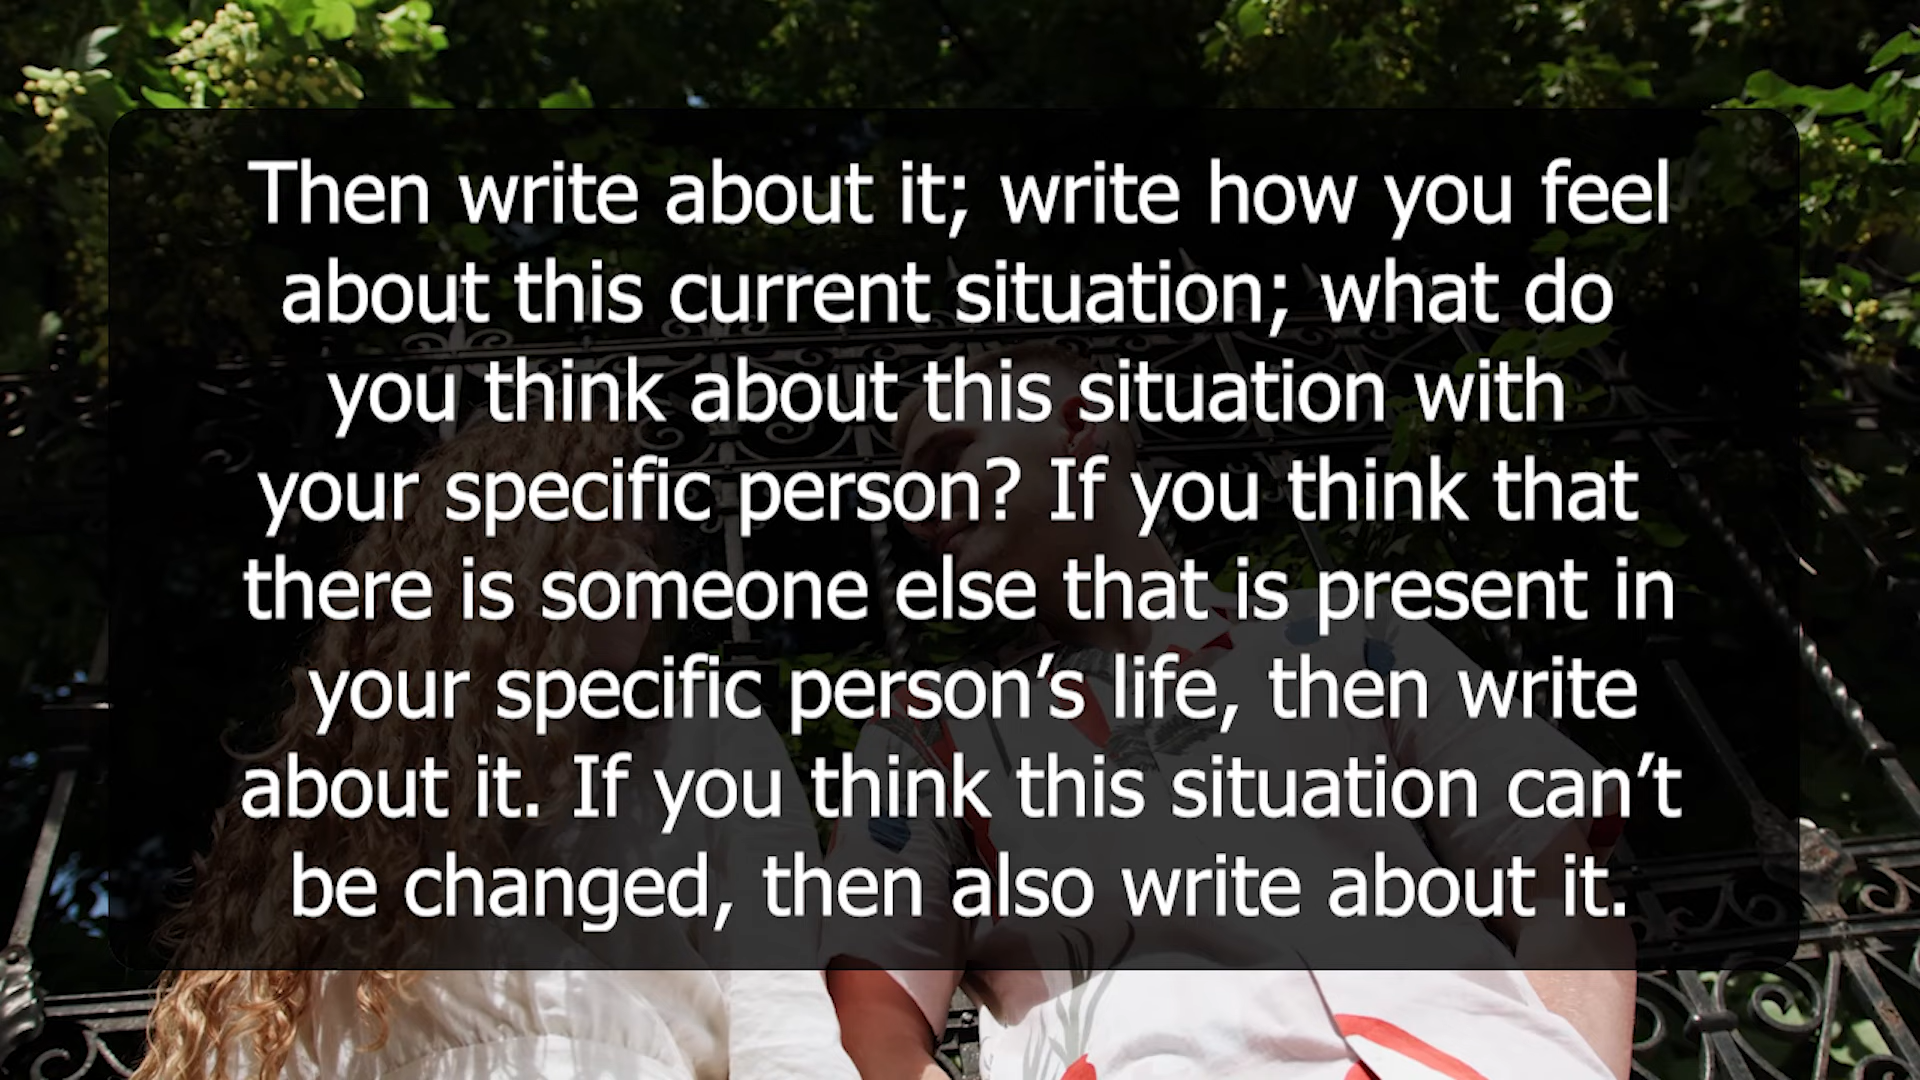 Then write about it; write how you feel
about this current situation; what do
you think about this situation with
your specific person? If you think that
there is someone else that is present in
your specific person’s life, then write
about it. If you think this situation can’t
be changed, then also write about it.